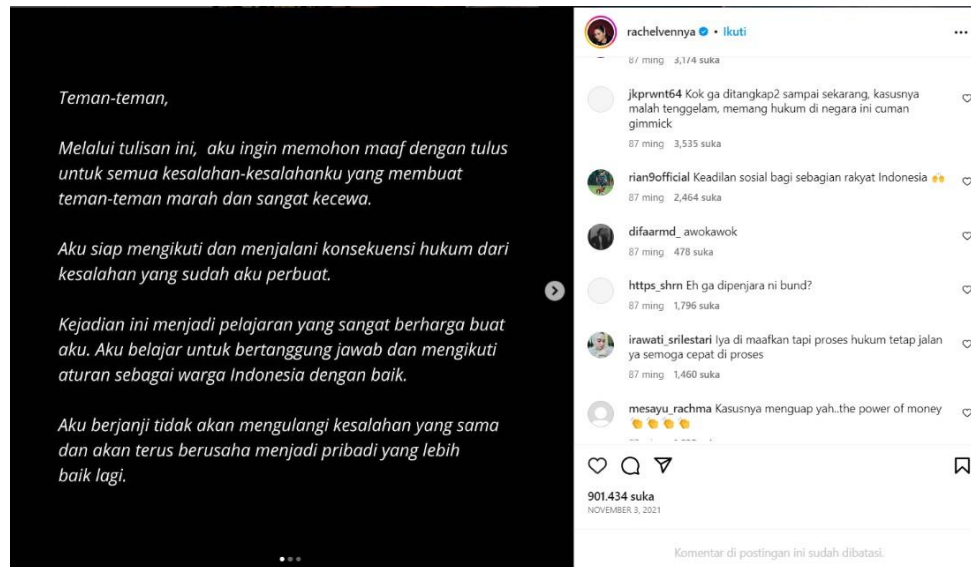 Teman-teman,
Melalui tulisan ini, aku ingin memohon maaf dengan tulus
untuk semua kesalahan-kesalahanku yang membuat
teman-teman marah dan sangat kecewa.
Aku siap mengikuti dan menjalani konsekuensi hukum dari
kesalahan yang sudah aku perbuat.
Kejadian ini menjadi pelajaran yang sangat berharga buat
aku. Aku belajar untuk bertanggung jawab dan mengikuti
aturan sebagai warga Indonesia dengan baik.
Aku berjanji tidak akan mengulangi kesalahan yang sama
dan akan terus berusaha menjadi pribadi yang lebih
baik lagi.
rachelvennya • Ikuti
87 ming 3,174 suka
jkprwnt64 Kok ga ditangkap2 sampai sekarang, kasusnya
malah tenggelam, memang hukum di negara ini cuman
gimmick
87 ming 3,535 suka
rian9official Keadilan sosial bagi sebagian rakyat Indonesia 🙌
87 ming 2,464 suka
difaarmd_ awokawok
87 ming 478 suka
https_shrn Eh ga dipenjara ni bund?
87 ming 1,796 suka
irawati_srilestari Iya di maafkan tapi proses hukum tetap jalan
ya semoga cepat di proses
87 ming 1,460 suka
mesayu_rachma Kasusnya menguap yah..the power of money
👏👏👏👏
901.434 suka
NOVEMBER 3, 2021
Komentar di postingan ini sudah dibatasi.